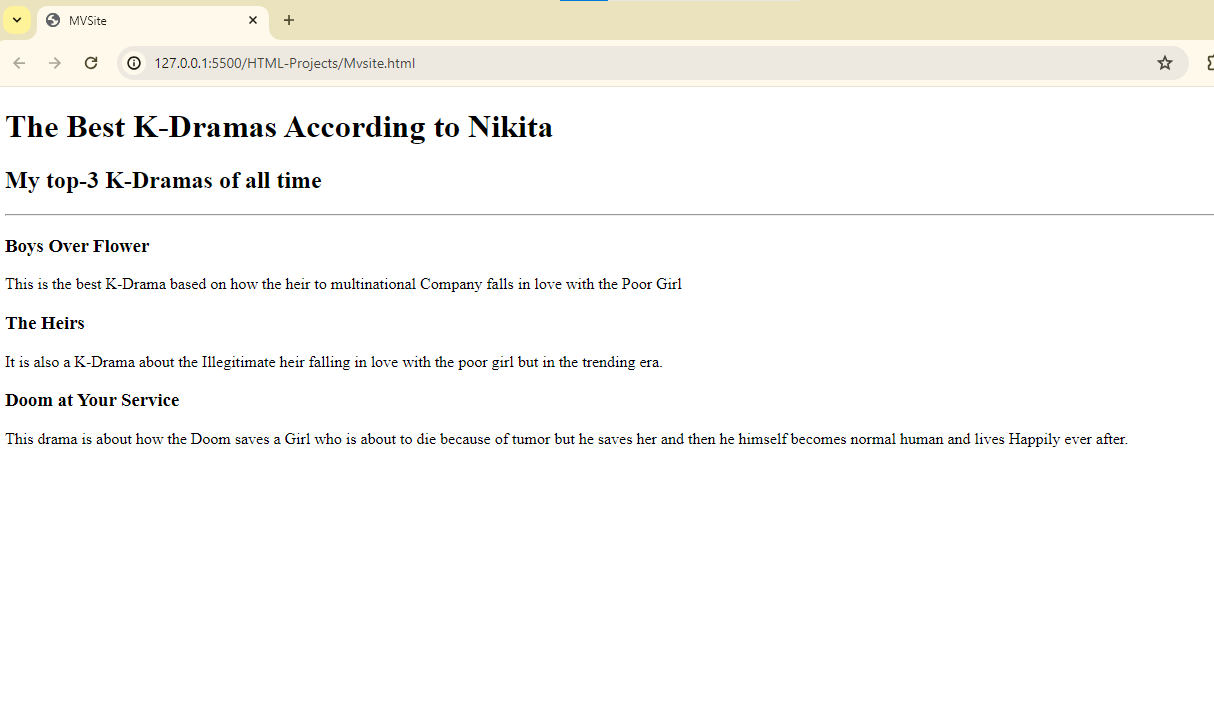 MVSite
127.0.0.1:5500/HTML-Projects/Mvsite.html
The Best K-Dramas According to Nikita
My top-3 K-Dramas of all time
Boys Over Flower
This is the best K-Drama based on how the heir to multinational Company falls in love with the Poor Girl
The Heirs
It is also a K-Drama about the Illegitimate heir falling in love with the poor girl but in the trending era.
Doom at Your Service
This drama is about how the Doom saves a Girl who is about to die because of tumor but he saves her and then he himself becomes normal human and lives Happily ever after.